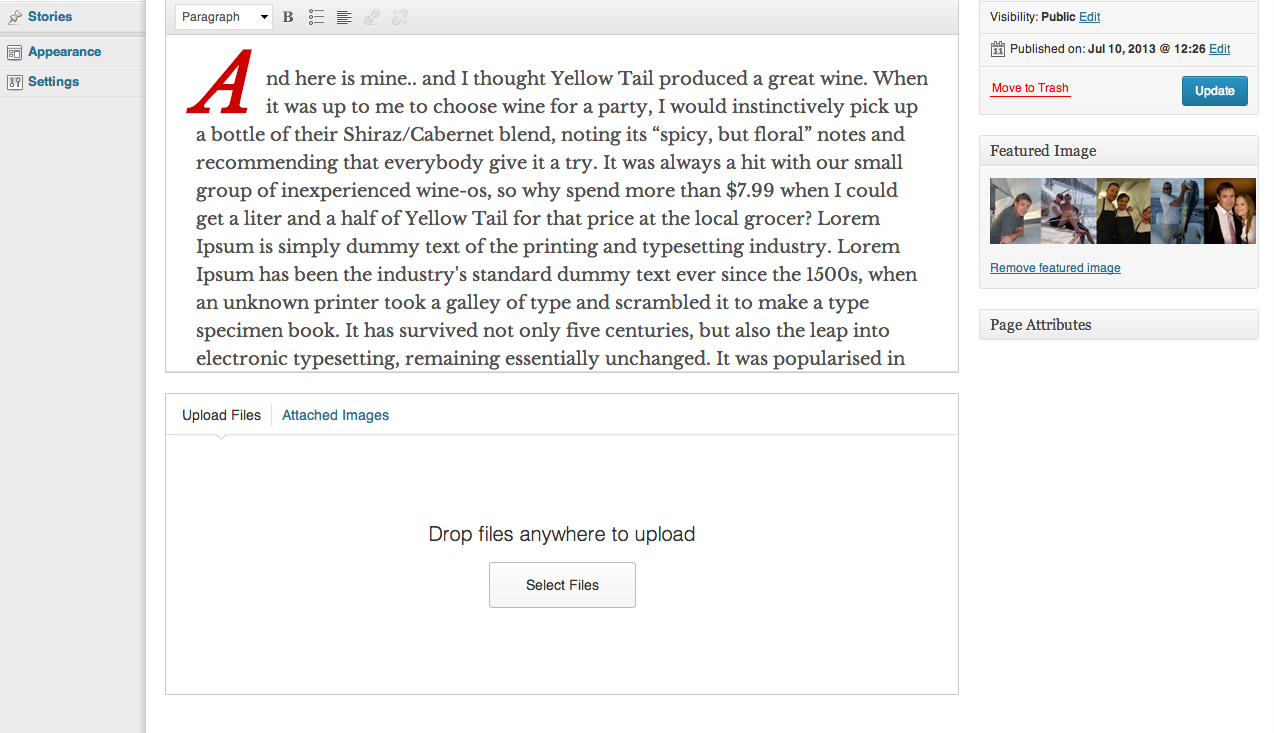 Stories
Appearance
Settings
Paragraph B
And here is mine.. and I thought Yellow Tail produced a great wine. When
it was up to me to choose wine for a party, I would instinctively pick up
a bottle of their Shiraz/Cabernet blend, noting its “spicy, but floral” notes and
recommending that everybody give it a try. It was always a hit with our small
group of inexperienced wine-os, so why spend more than $7.99 when I could
get a liter and a half of Yellow Tail for that price at the local grocer? Lorem
Ipsum is simply dummy text of the printing and typesetting industry. Lorem
Ipsum has been the industry's standard dummy text ever since the 1500s, when
an unknown printer took a galley of type and scrambled it to make a type
specimen book. It has survived not only five centuries, but also the leap into
electronic typesetting, remaining essentially unchanged. It was popularised in
Upload Files Attached Images
Drop files anywhere to upload
Select Files
Visibility: Public Edit
11 Published on: Jul 10, 2013 @ 12:26 Edit
Move to Trash Update
Featured Image
Remove featured image
Page Attributes